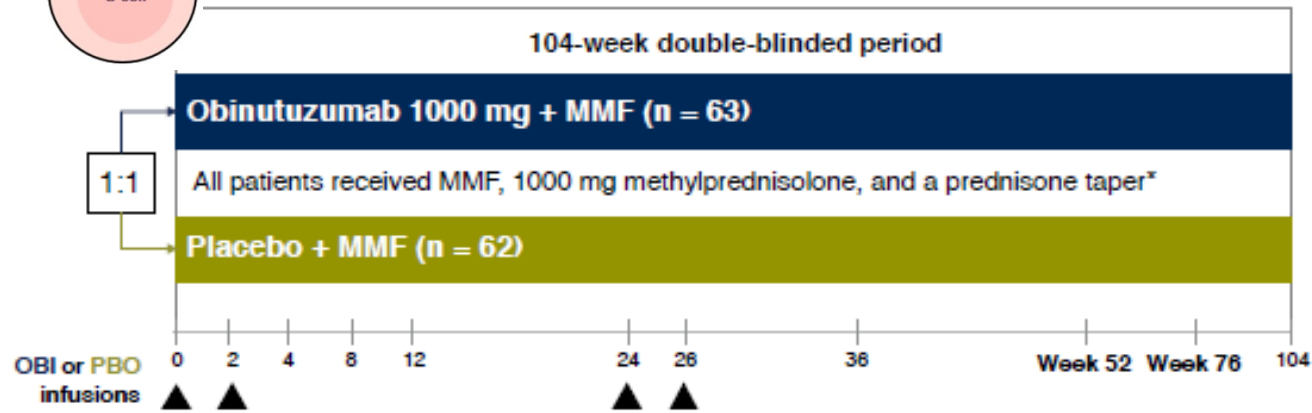 104-week double-blinded period
Obinutuzumab 1000 mg + MMF (n = 63)
1:1
All patients received MMF, 1000 mg methylprednisolone, and a prednisone taper*
Placebo + MMF (n = 62)
0 2 4 8 12 24 26 36 Week 52 Week 76 104
OBI or PBO
infusions